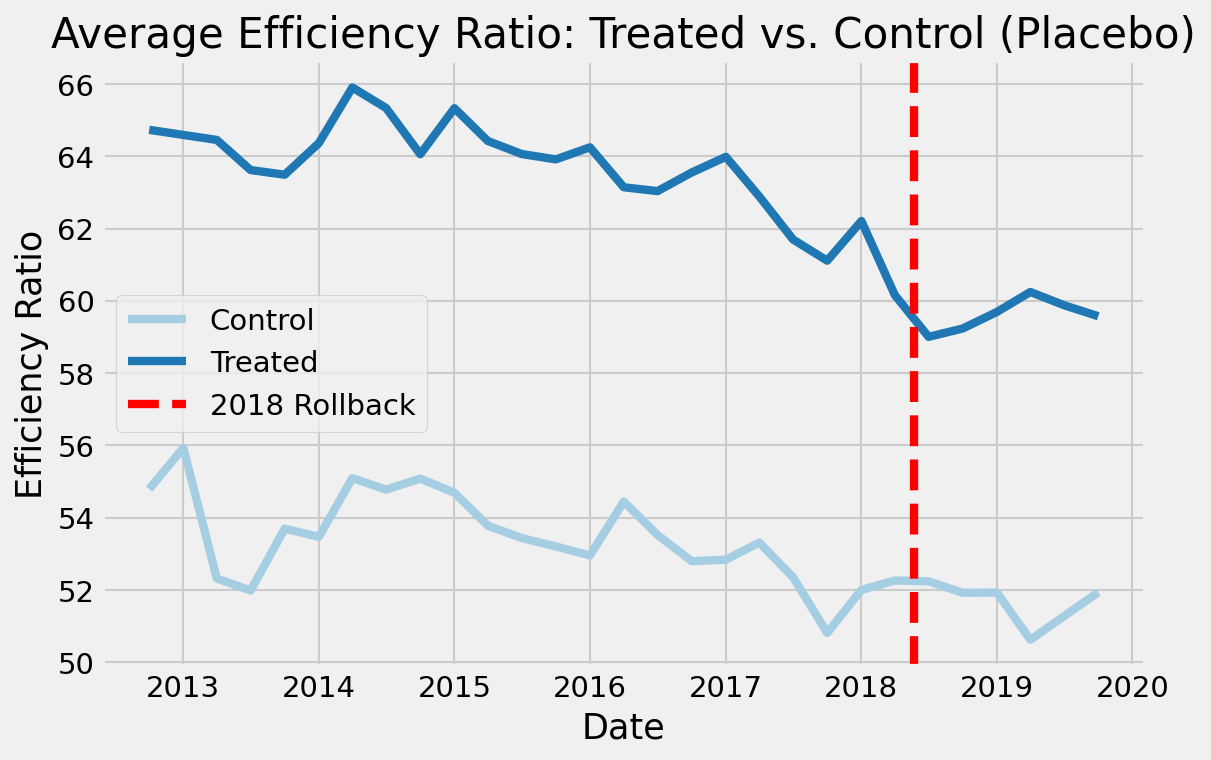 Average Efficiency Ratio: Treated vs. Control (Placebo)
66
64
62
60
58
56
54
52
50
Efficiency Ratio
Control
Treated
2018 Rollback
2013 2014 2015 2016 2017 2018 2019 2020
Date